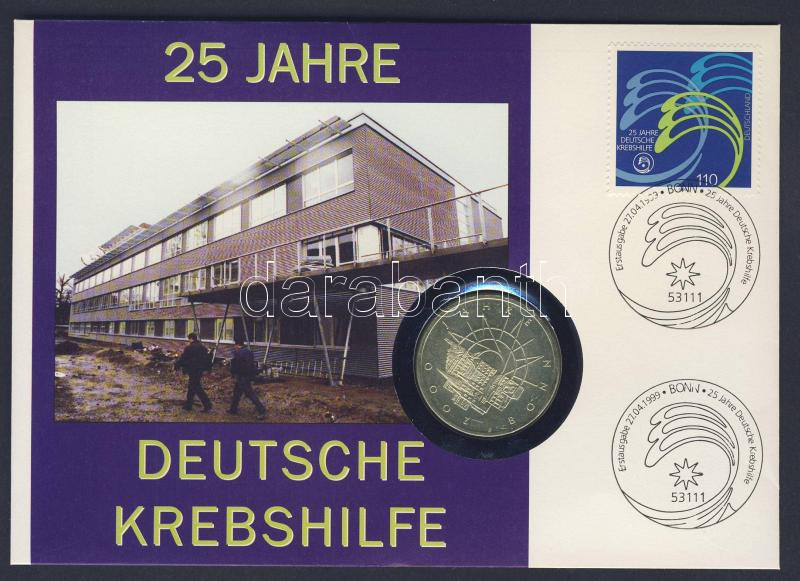 25 JAHRE
DEUTSCHE
KREBSHILFE
25 JAHRE
DEUTSCHE
KREBSHILFE
DEUTSCHLAND
110
Erstausgabe 27.04.1999 • BONN • 25 Jahre Deutsche Krebshilfe
53111
Erstausgabe 27.04.1999 • BONN • 25 Jahre Deutsche Krebshilfe
53111
darabanth